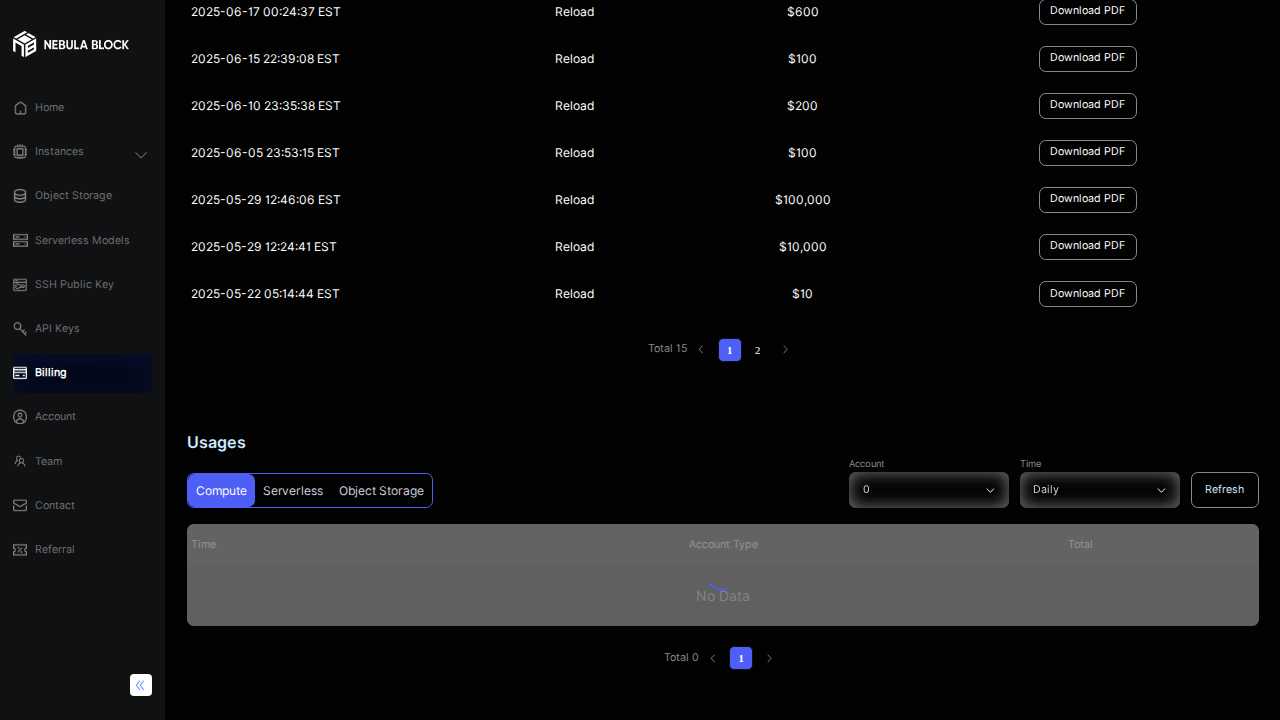 NEBULA BLOCK
Home
Instances
Object Storage
Serverless Models
SSH Public Key
API Keys
Billing
Account
Team
Contact
Referral
2025-06-17 00:24:37 EST Reload $600 Download PDF
2025-06-15 22:39:08 EST Reload $100 Download PDF
2025-06-10 23:35:38 EST Reload $200 Download PDF
2025-06-05 23:53:15 EST Reload $100 Download PDF
2025-05-29 12:46:06 EST Reload $100,000 Download PDF
2025-05-29 12:24:41 EST Reload $10,000 Download PDF
2025-05-22 05:14:44 EST Reload $10 Download PDF
Total 15 1 2
Usages
Account Time
Compute Serverless Object Storage 0 Daily Refresh
Time Account Type Total
No Data
Total 0 1